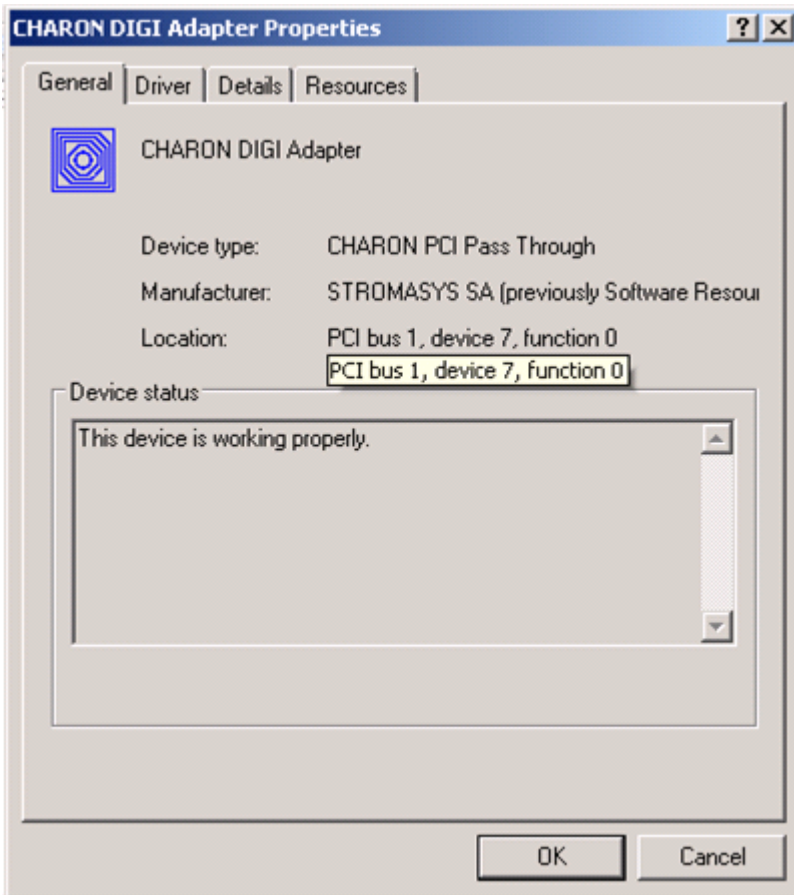 CHARON DIGI Adapter Properties
General Driver Details Resources
CHARON DIGI Adapter
Device type: CHARON PCI Pass Through
Manufacturer: STROMASYS SA (previously Software Resour
Location: PCI bus 1, device 7, function 0
PCI bus 1, device 7, function 0
Device status
This device is working properly.
OK Cancel